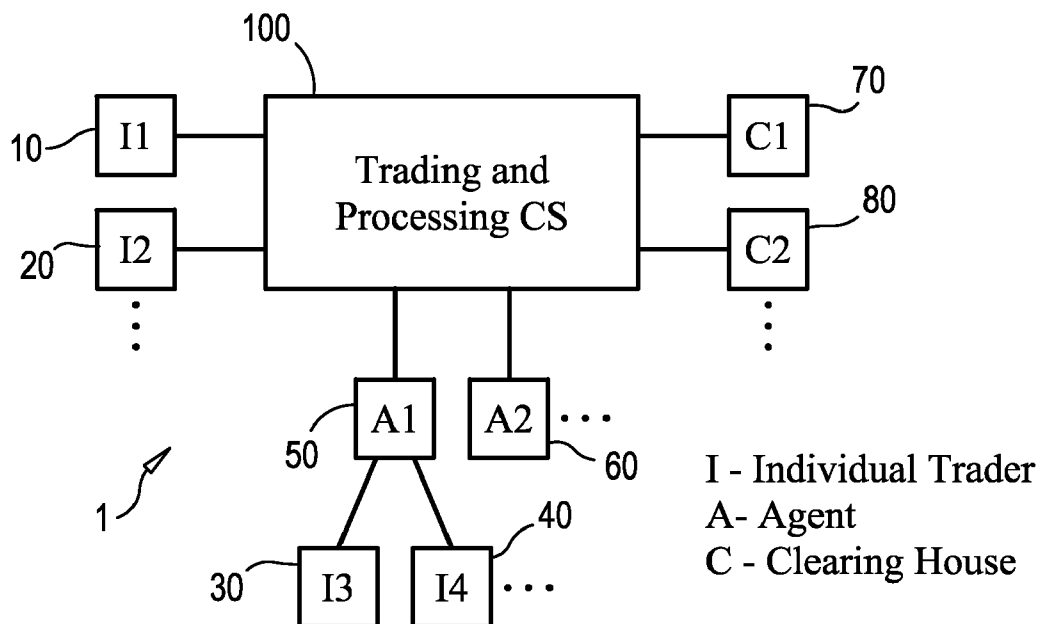 100
70
10
I1
Trading and
Processing CS
C1
80
20
I2
C2
50
A1
A2
60
1
I - Individual Trader
A- Agent
C - Clearing House
40
30
I3
I4